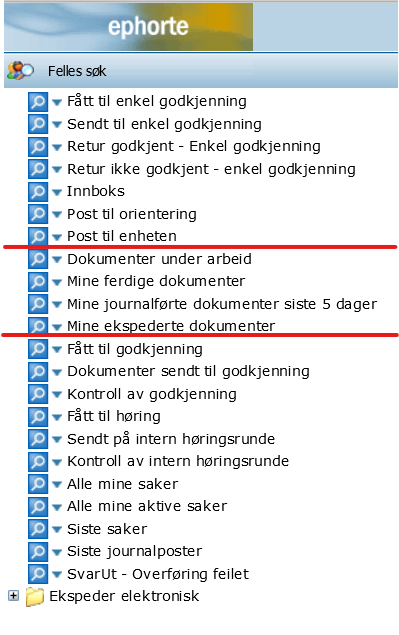 ephorte
Felles søk
Fått til enkel godkjenning
Sendt til enkel godkjenning
Retur godkjent - Enkel godkjenning
Retur ikke godkjent - enkel godkjenning
Innboks
Post til orientering
Post til enheten
Dokumenter under arbeid
Mine ferdige dokumenter
Mine journalførte dokumenter siste 5 dager
Mine ekspederte dokumenter
Fått til godkjenning
Dokumenter sendt til godkjenning
Kontroll av godkjenning
Fått til høring
Sendt på intern høringsrunde
Kontroll av intern høringsrunde
Alle mine saker
Alle mine aktive saker
Siste saker
Siste journalposter
SvarUt - Overføring feilet
Ekspeder elektronisk